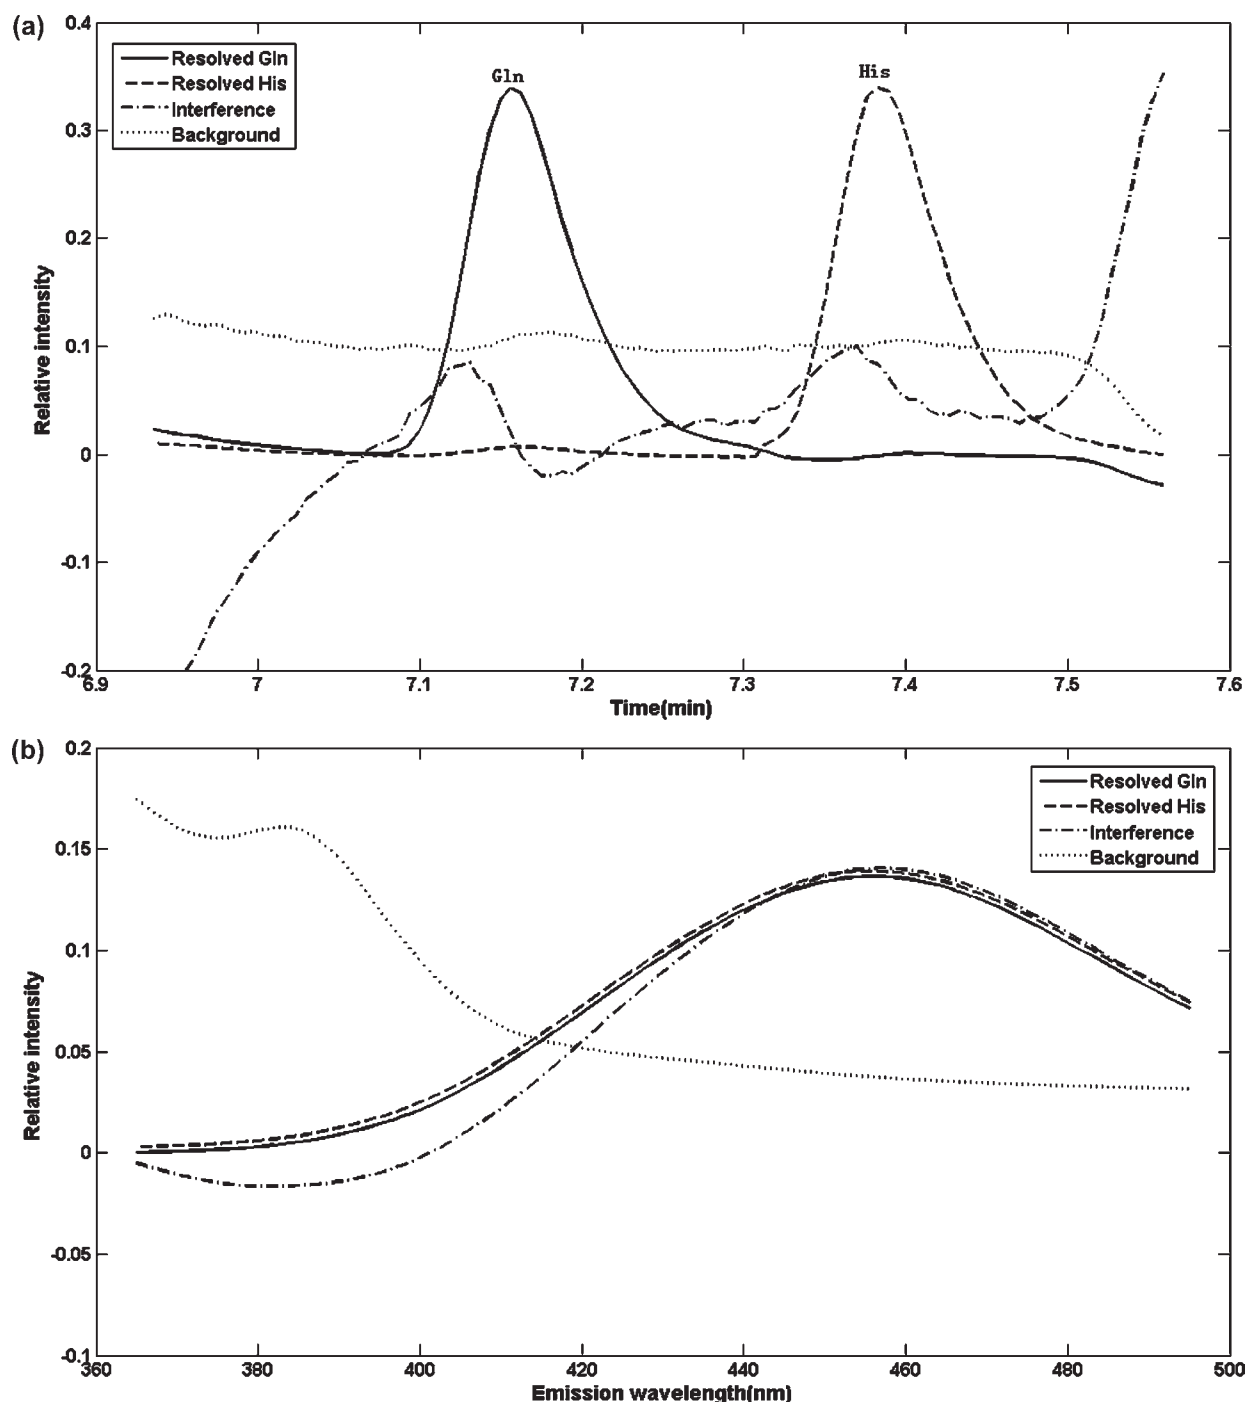 (a)
0.4
0.3
0.2
0.1
0
-0.1
-0.2
Relative intensity
Resolved Gln
Resolved His
Interference
Background
Gln
His
6.9 7 7.1 7.2 7.3 7.4 7.5 7.6
Time(min)
(b)
0.2
0.15
0.1
0.05
0
-0.05
-0.1
Relative intensity
Resolved Gln
Resolved His
Interference
Background
360 380 400 420 440 460 480 500
Emission wavelength(nm)